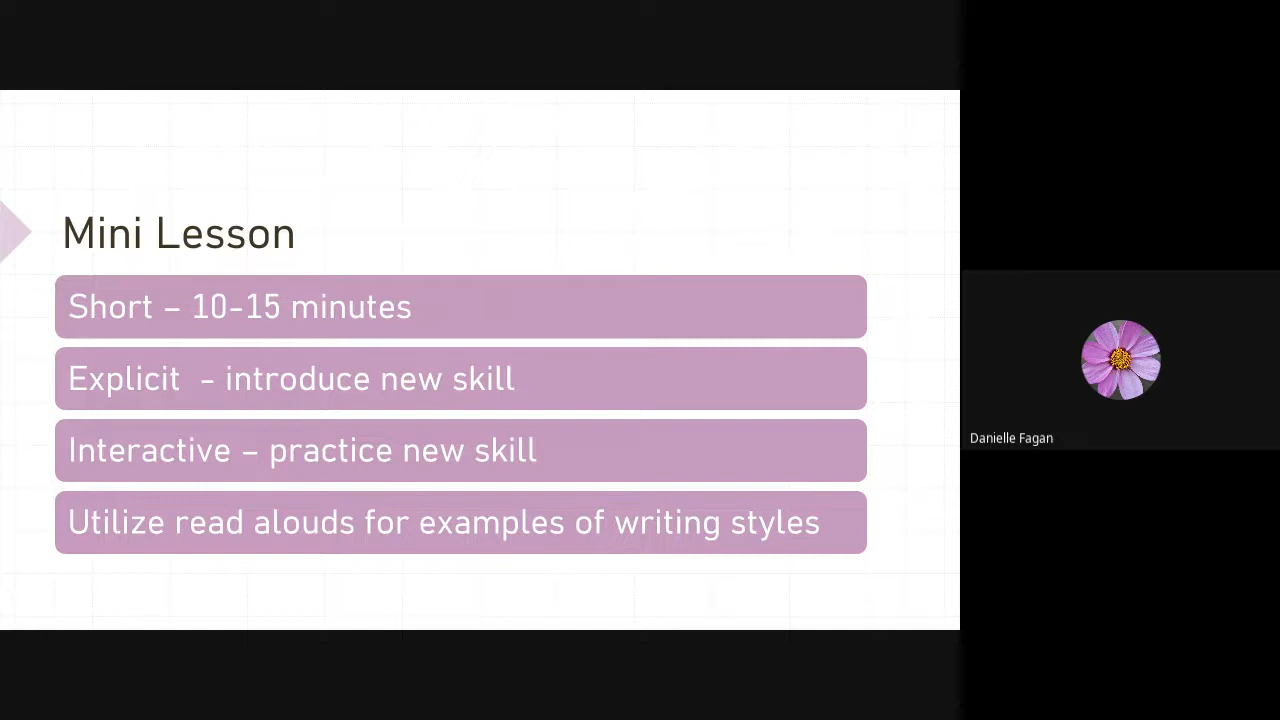 Mini Lesson
Short – 10-15 minutes
Explicit  - introduce new skill
Interactive – practice new skill
Utilize read alouds for examples of writing styles
Danielle Fagan